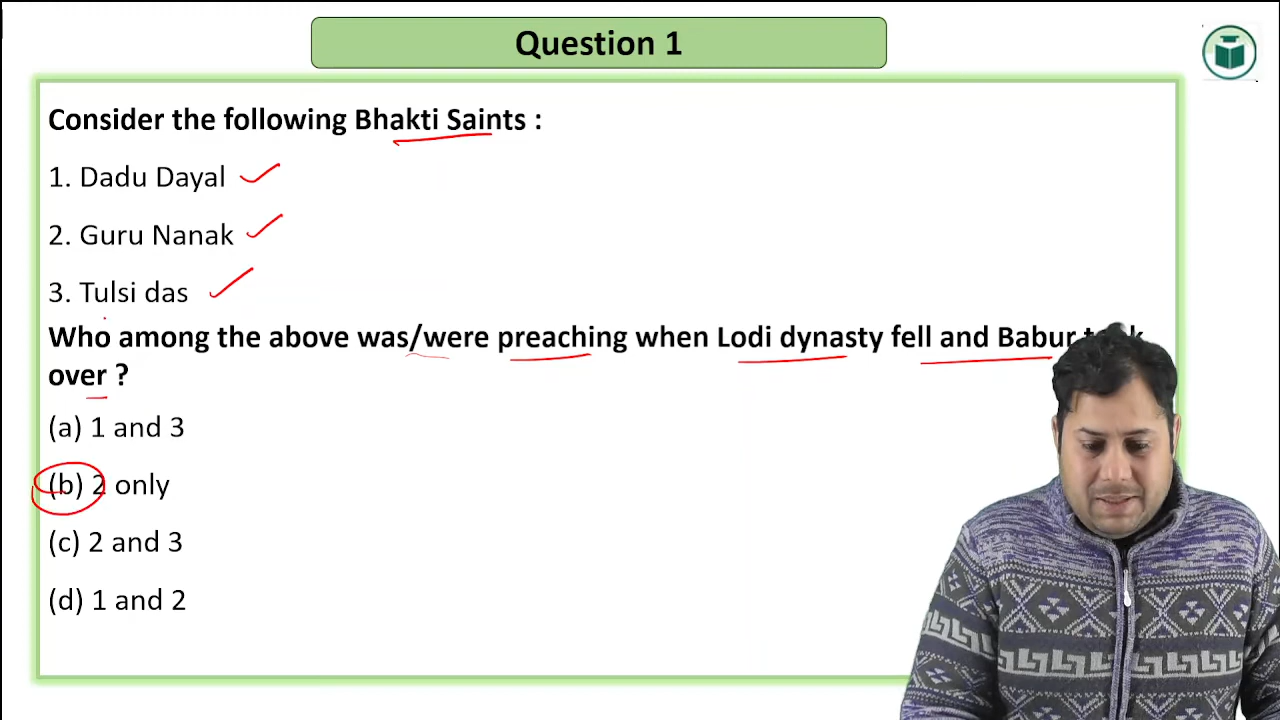 Question 1
Consider the following Bhakti Saints :
1. Dadu Dayal
2. Guru Nanak
3. Tulsi das
Who among the above was/were preaching when Lodi dynasty fell and Babur
over ?
(a) 1 and 3
(b) 2 only
(c) 2 and 3
(d) 1 and 2